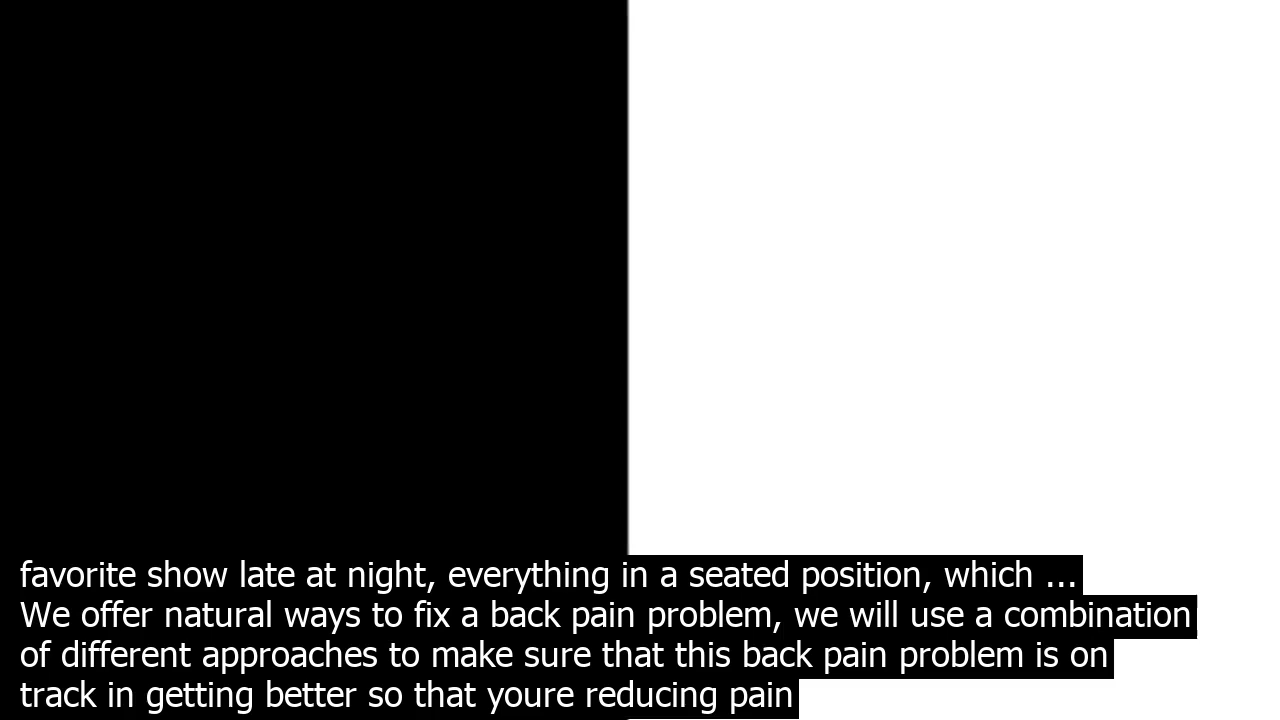 favorite show late at night, everything in a seated position, which ...
We offer natural ways to fix a back pain problem, we will use a combination
of different approaches to make sure that this back pain problem is on
track in getting better so that youre reducing pain